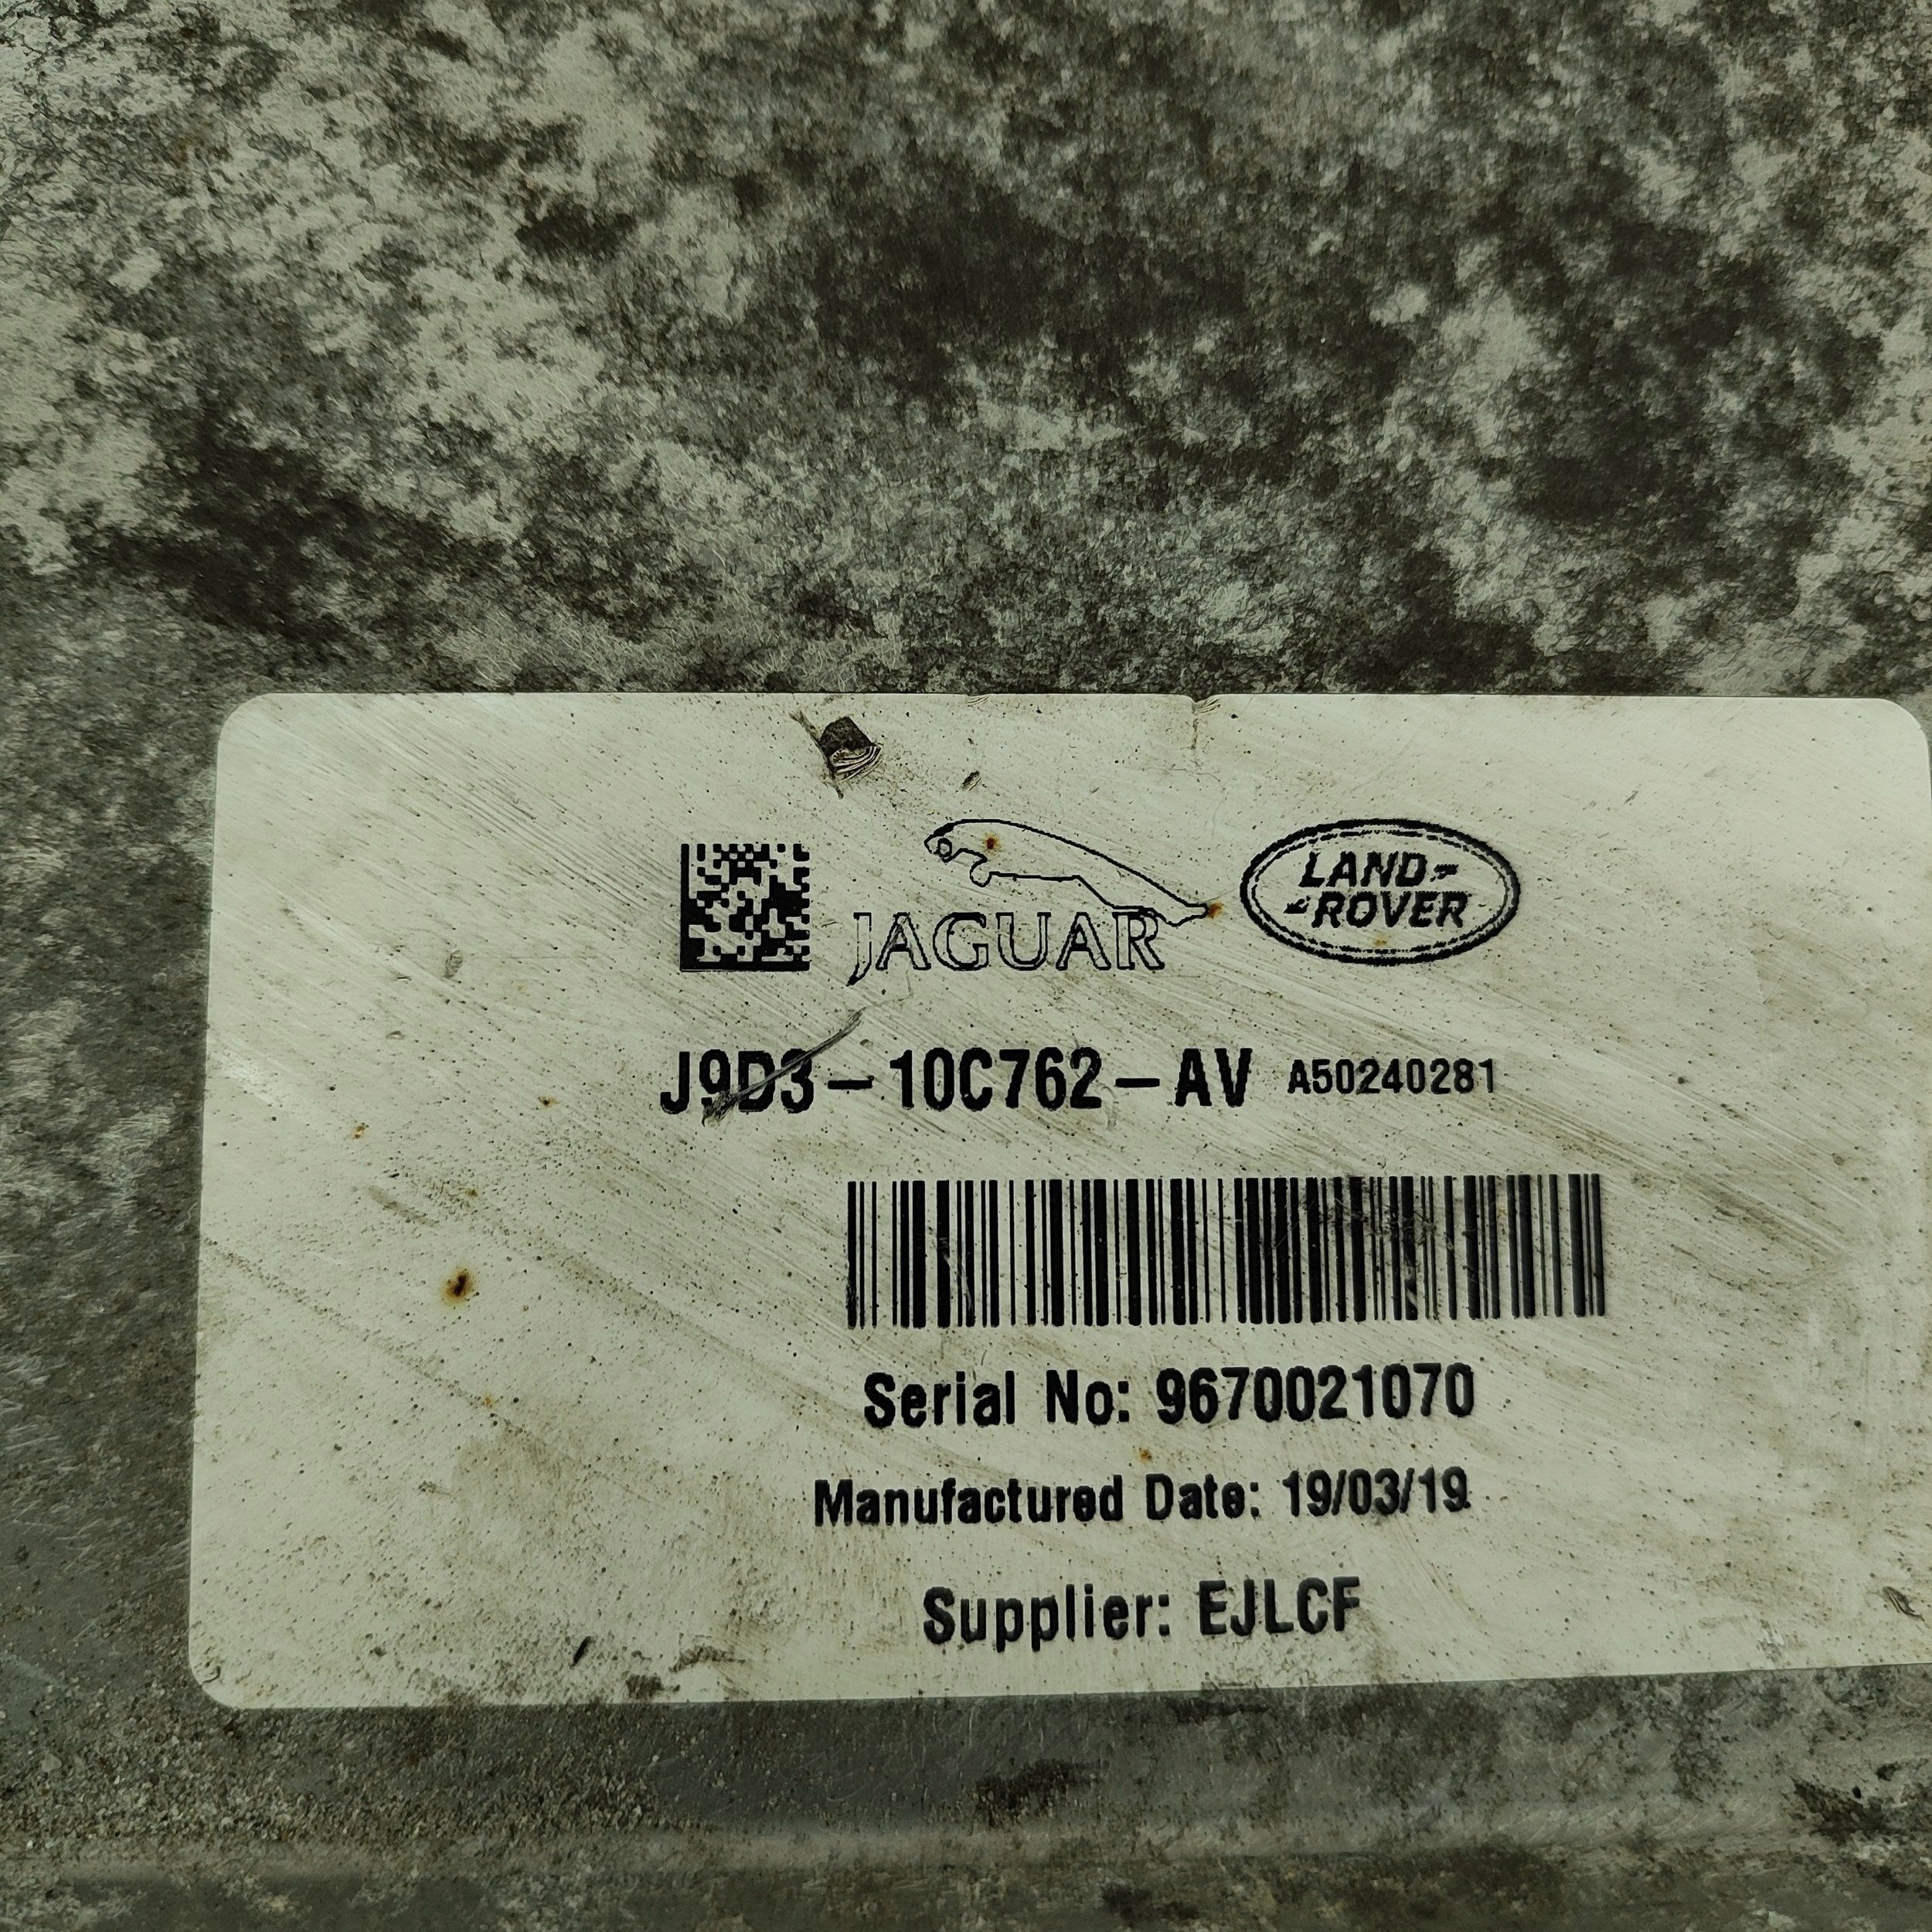 JAGUAR
LAND-
-ROVER
J9D3-10C762-AV A50240281
Serial No: 9670021070
Manufactured Date: 19/03/19
Supplier: EJLCF